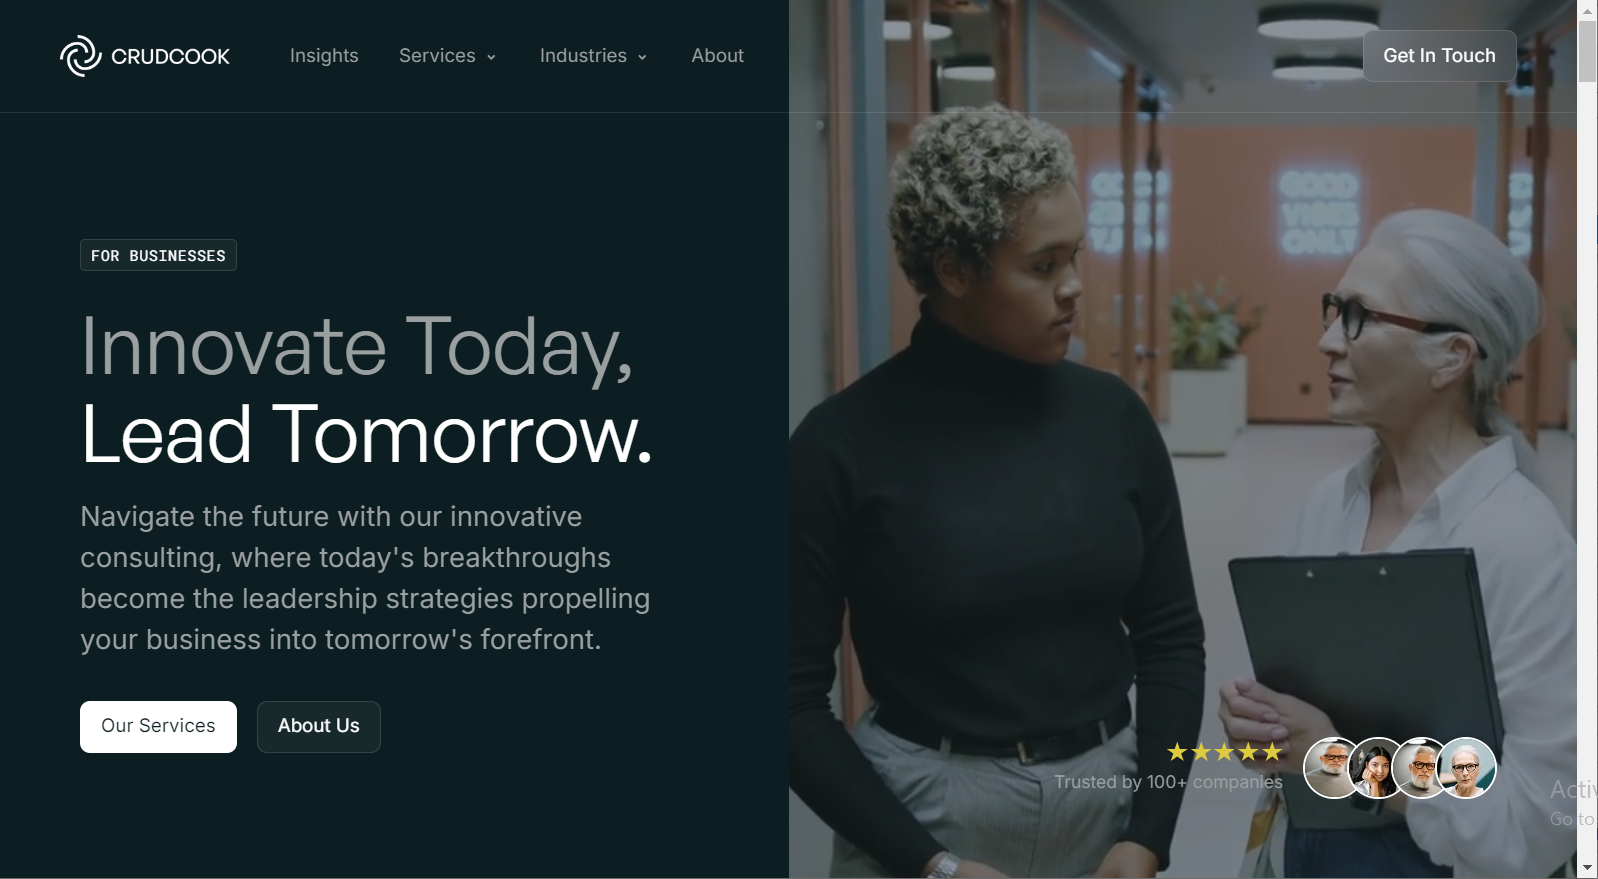 CRUDCOOK
Insights
Services
Industries
About
Get In Touch
FOR BUSINESSES
Innovate Today,
Lead Tomorrow.
Navigate the future with our innovative
consulting, where today's breakthroughs
become the leadership strategies propelling
your business into tomorrow's forefront.
Our Services
About Us
GOOD
VIBES
ONLY
Trusted by 100+ companies
Go to